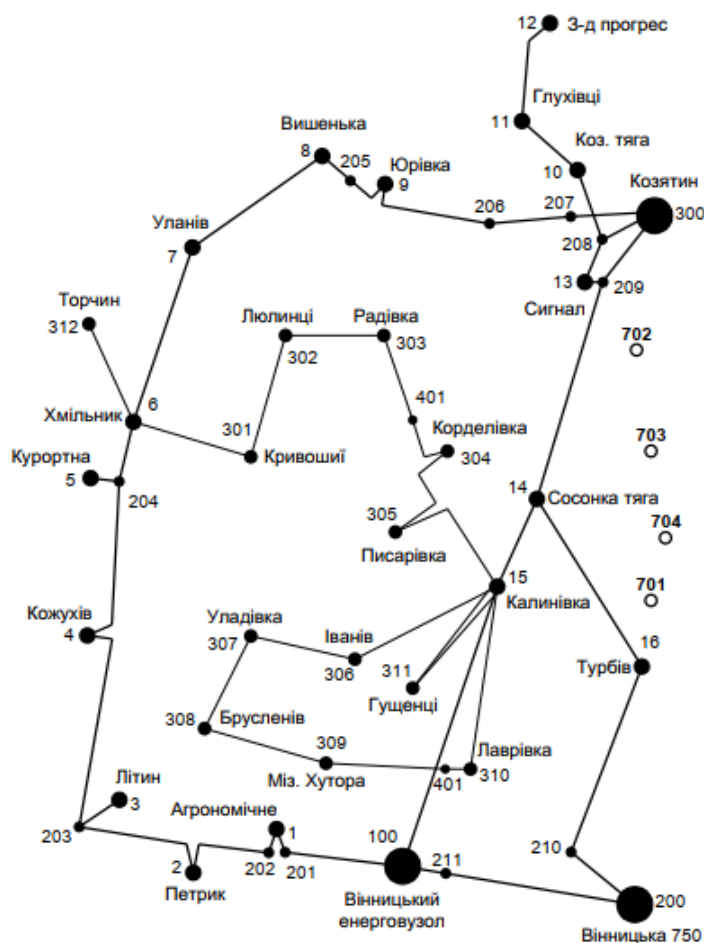 12
З-д прогрес
Глухівці
11
Вишенька
8
205
Юрівка
9
Коз. тяга
10
Козятин
300
206
207
208
Уланів
7
13
209
Сигнал
Торчин
312
Люлинці
302
Радівка
303
702
Хмільник
6
301
Кривошиї
401
Корделівка
304
703
Курортна
5
204
14
Сосонка тяга
305
Писарівка
704
15
Калинівка
701
Кожухів
4
Уладівка
307
Іванів
306
311
Гущенці
16
Турбів
308
Брусленів
309
Міз. Хутора
Лаврівка
401
310
Літин
3
203
Агрономічне
1
100
2
Петрик
202
201
Вінницький
енерговузол
211
210
200
Вінницька 750